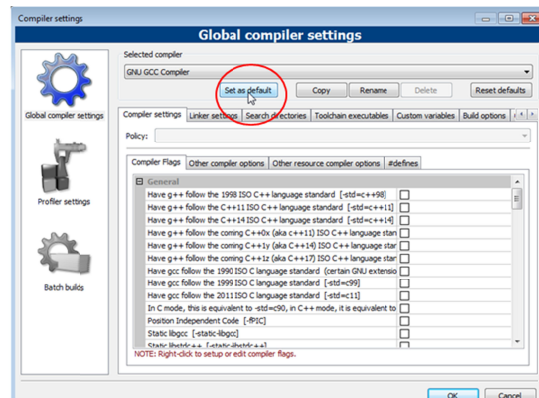 Compiler settings
Global compiler settings
Selected compiler
GNU GCC Compiler
Set as default
Copy
Rename
Delete
Reset defaults
Global compiler settings
Profiler settings
Batch builds
Compiler settings
Linker settings
Search directories
Toolchain executables
Custom variables
Build options
Policy:
Compiler Flags
Other compiler options
Other resource compiler options
#defines
General
Have g++ follow the 1998 ISO C++ language standard [-std=c++98]
Have g++ follow the C++11 ISO C++ language standard [-std=c++11]
Have g++ follow the C++14 ISO C++ language standard [-std=c++14]
Have g++ follow the coming C++0x (aka c++11) ISO C++ language stan
Have g++ follow the coming C++1y (aka C++14) ISO C++ language star
Have g++ follow the coming C++1z (aka C++17) ISO C++ language star
Have gcc follow the 1990 ISO C language standard (certain GNU extensio
Have gcc follow the 1999 ISO C language standard [-std=c99]
Have gcc follow the 2011 ISO C language standard [-std=c11]
In C mode, this is equivalent to -std=c90, in C++ mode, it is equivalent to
Position Independent Code [-fPIC]
Static libgcc [-static-libgcc]
Static libstdc++ [-static-libstdc++]
NOTE: Right-click to setup or edit compiler flags.
OK
Cancel